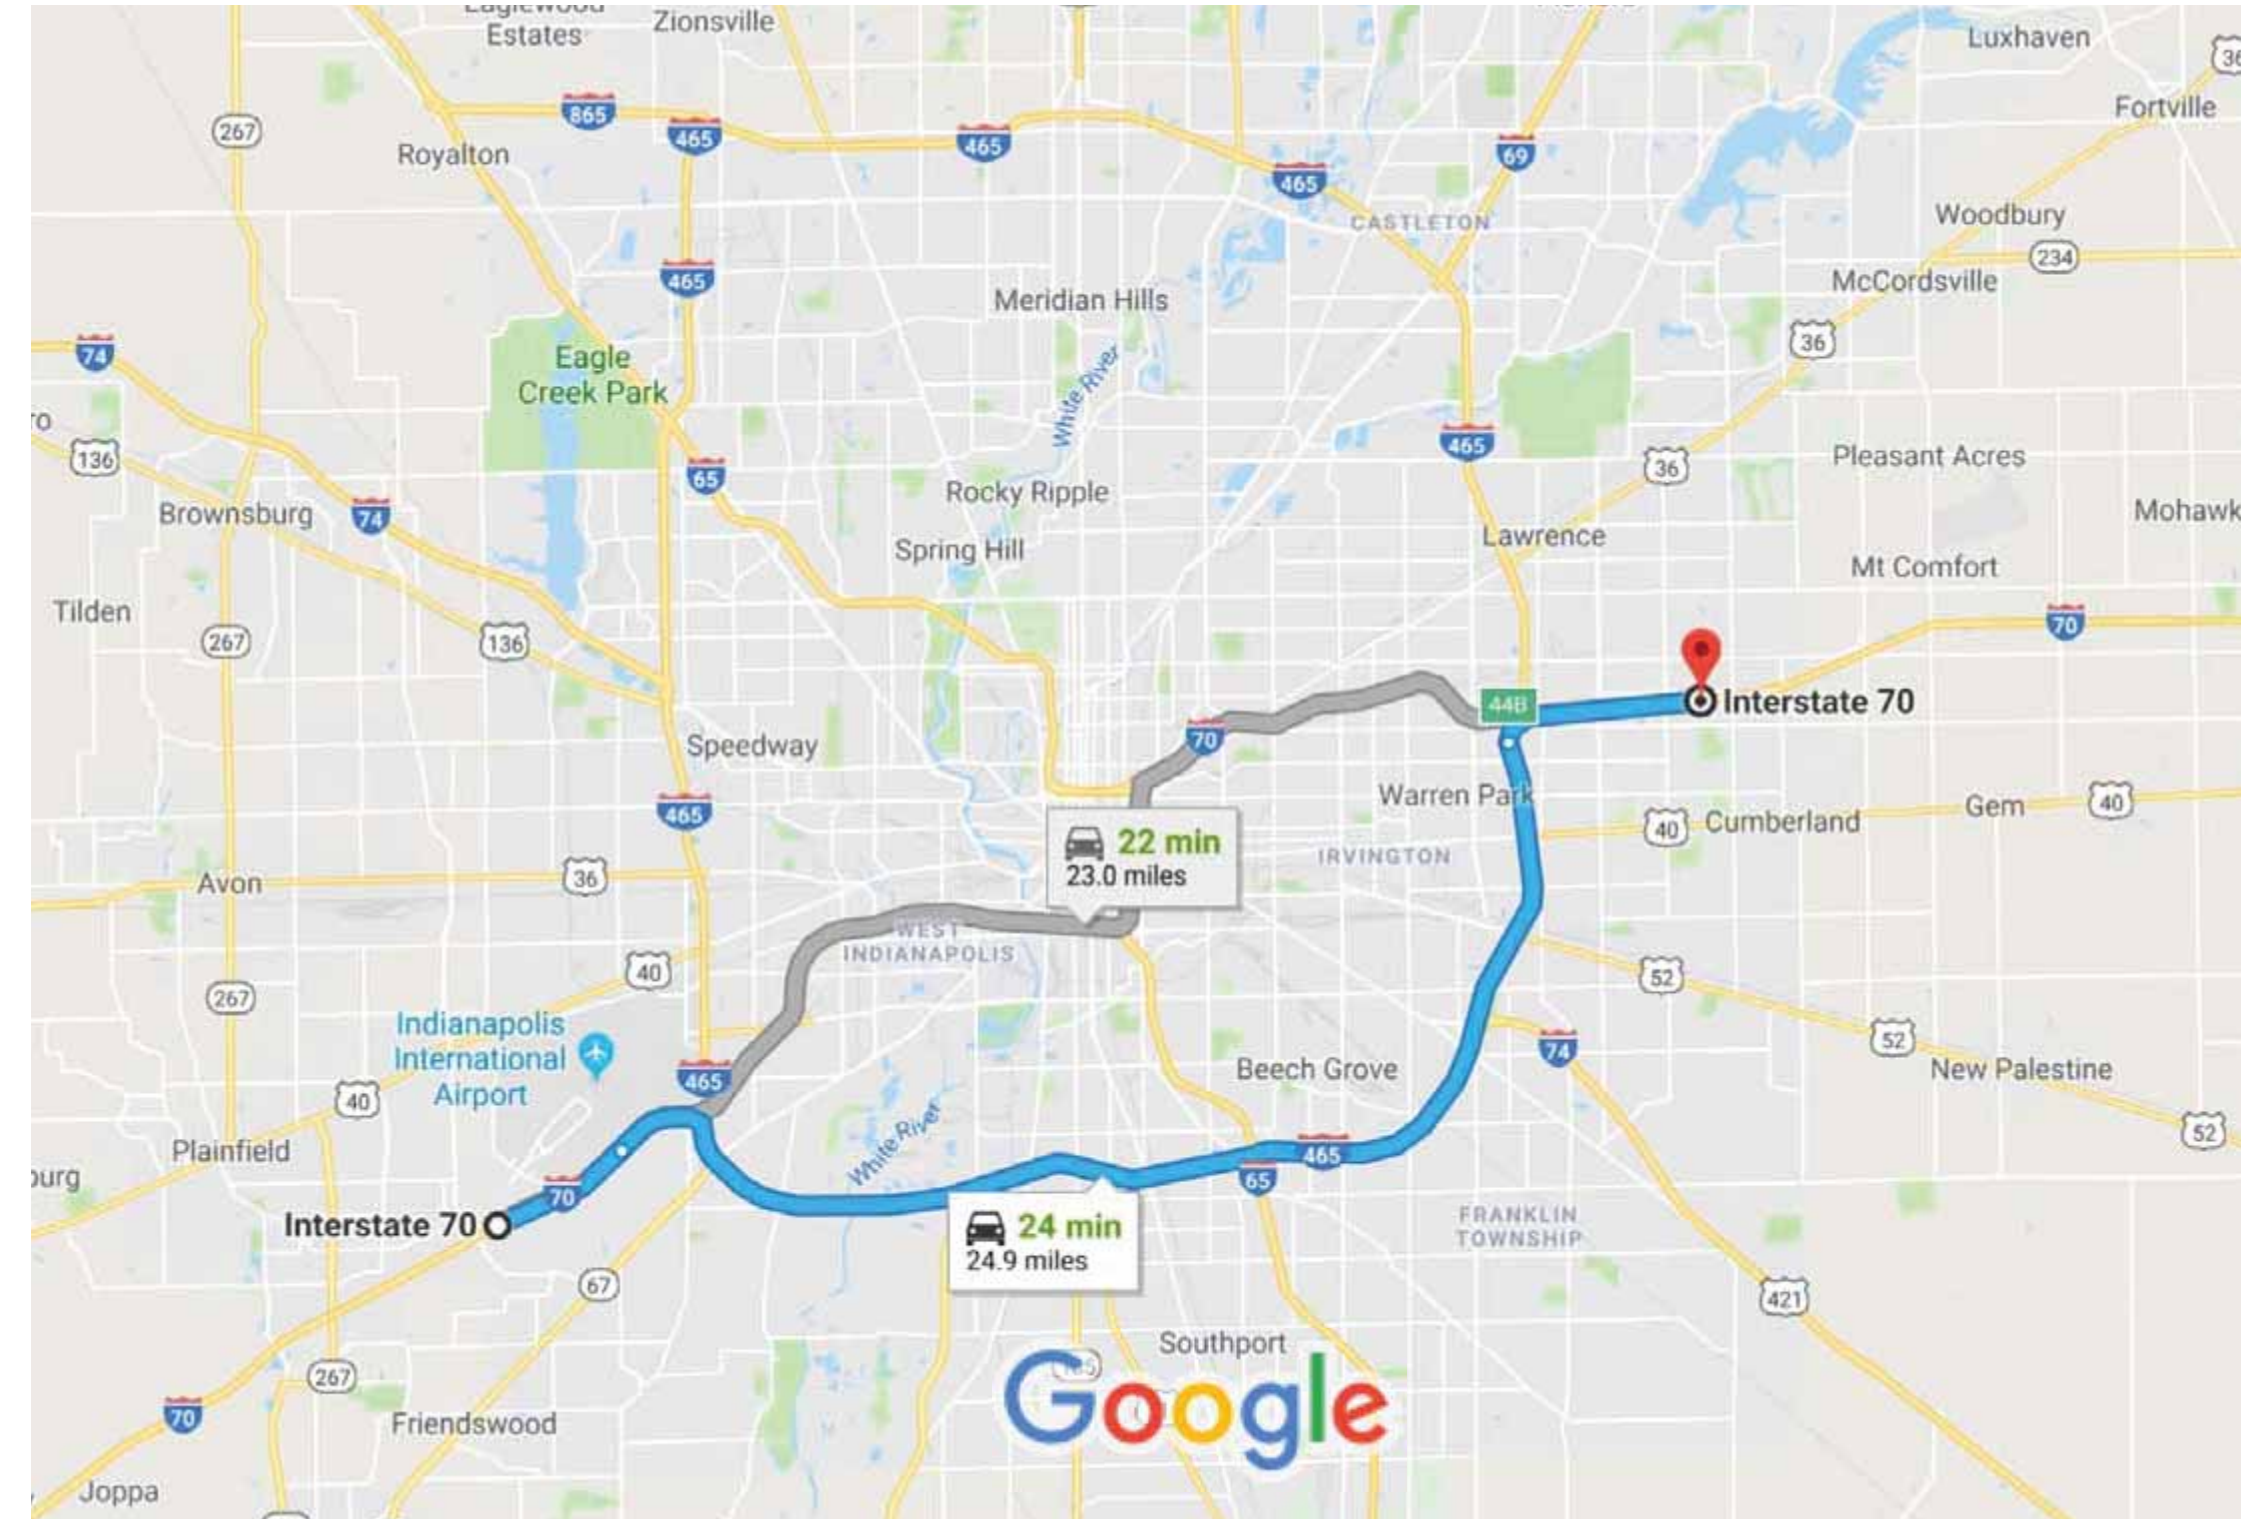 Eaglewood
Estates
Zionsville
Luxhaven
36
Fortville
865
465
465
267
Royalton
69
465
CASTLETON
Woodbury
234
McCordsville
465
Meridian Hills
74
Eagle
Creek Park
36
White River
ro
136
465
36
Pleasant Acres
65
Rocky Ripple
Brownsburg
74
Mohawk
Lawrence
Spring Hill
Mt Comfort
Tilden
267
136
70
44B
Interstate 70
70
Speedway
Warren Park
465
40
Cumberland
Gem
40
22 min
23.0 miles
IRVINGTON
Avon
36
WEST
INDIANAPOLIS
40
52
267
Indianapolis
International
Airport
52
74
465
Beech Grove
New Palestine
40
White River
52
Plainfield
burg
465
65
70
Interstate 70
24 min
24.9 miles
FRANKLIN
TOWNSHIP
67
421
Southport
267
Google
70
Friendswood
Joppa